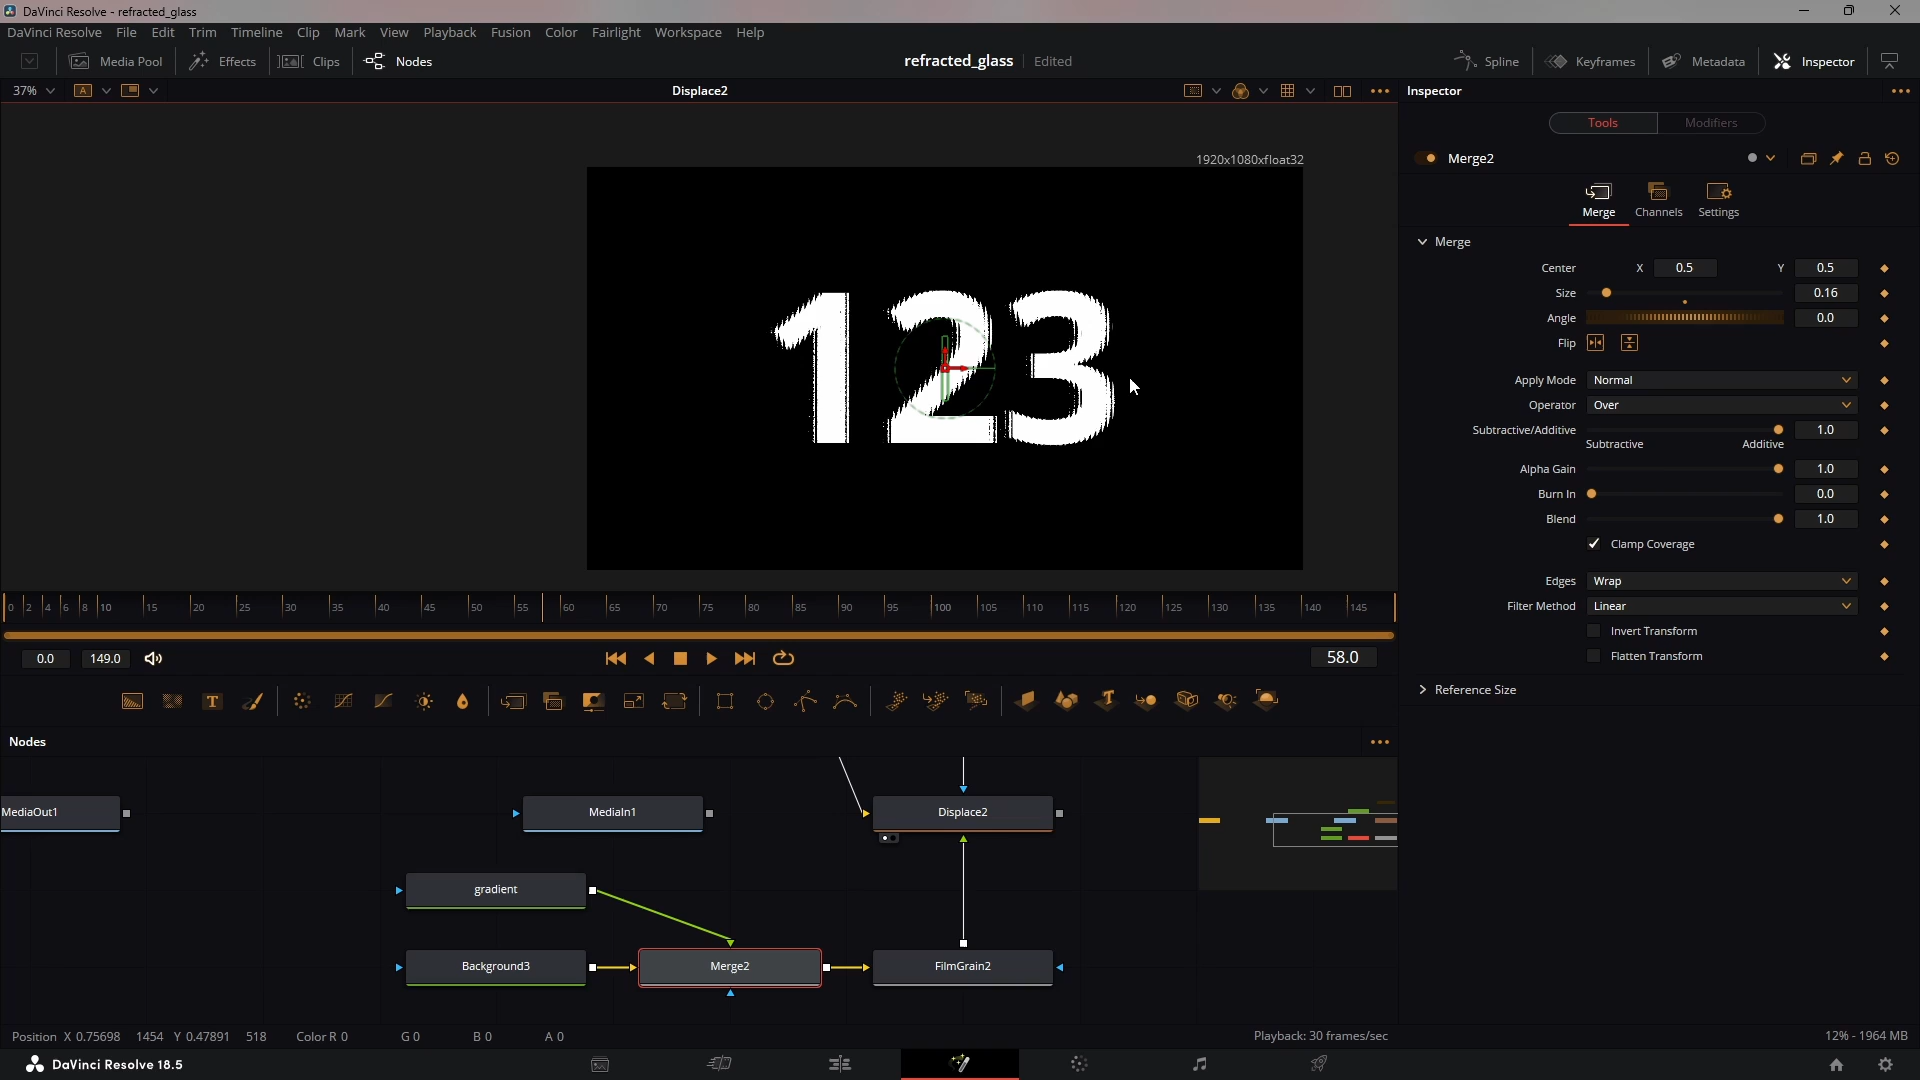 DaVinci Resolve - refracted_glass
DaVinci Resolve File Edit Trim Timeline Clip Mark View Playback Fusion Color Fairlight Workspace Help
Media Pool Effects Clips Nodes refracted_glass Edited Spline Keyframes Metadata Inspector
37% A Displace2 Inspector
Tools Modifiers
1920x1080xfloat32
Merge2
Merge Channels Settings
Merge
Center X 0.5 Y 0.5
Size 0.16
Angle 0.0
Flip
123
Apply Mode Normal
Operator Over
Subtractive/Additive 1.0
Subtractive Additive
Alpha Gain 1.0
Burn In 0.0
Blend 1.0
Clamp Coverage
Edges Wrap
Filter Method Linear
Invert Transform
Flatten Transform
Reference Size
0 2 4 6 8 10 15 20 25 30 35 40 45 50 55 60 65 70 75 80 85 90 95 100 105 110 115 120 125 130 135 140 145
0.0 149.0 58.0
T
Nodes
MediaOut1 MediaIn1 Displace2
gradient
Background3 Merge2 FilmGrain2
Position X 0.75698 1454 Y 0.47891 518 Color R 0 G 0 B 0 A 0 Playback: 30 frames/sec 12% - 1964 MB
DaVinci Resolve 18.5